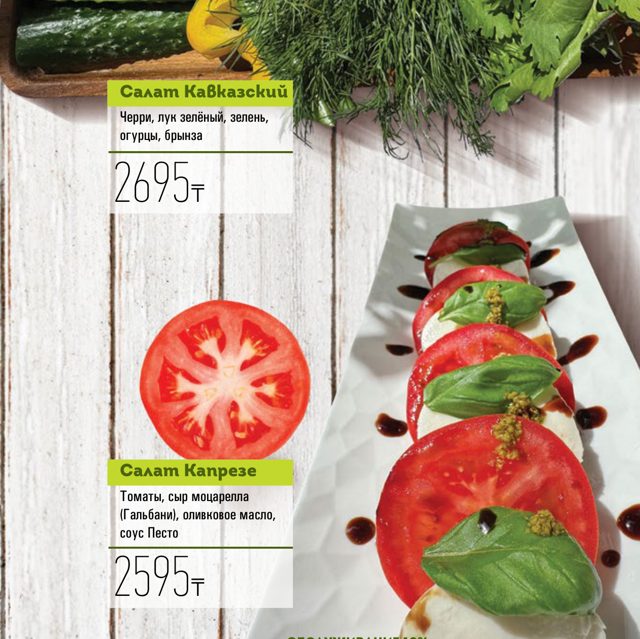 Салат Кавказский
Черри, лук зелёный, зелень,
огурцы, брынза
2695₸
Салат Капрезе
Томаты, сыр моцарелла
(Гальбани), оливковое масло,
соус Песто
2595₸